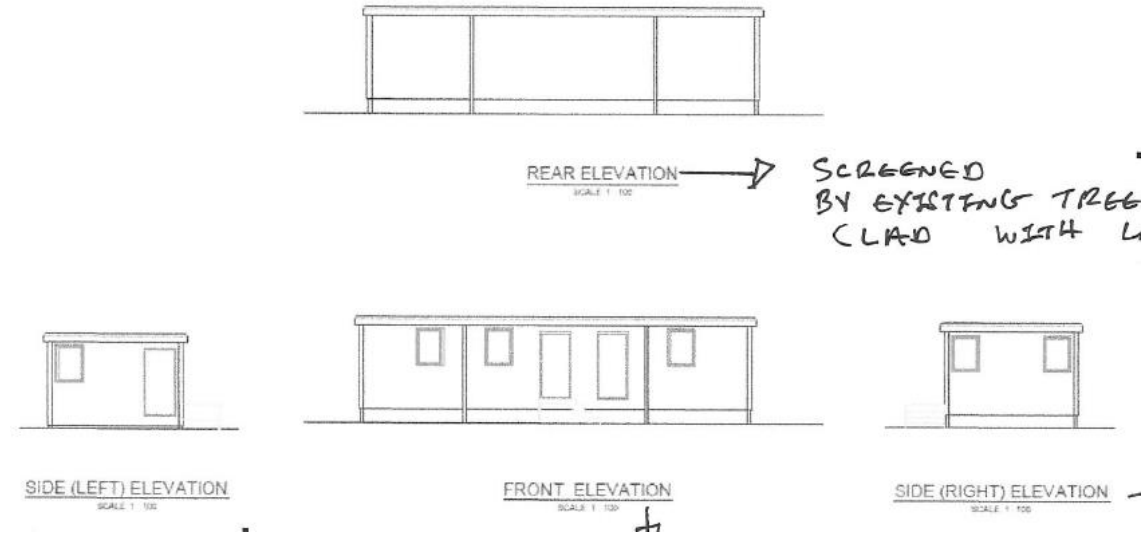 REAR ELEVATION
SCALE 1 : 100
SCREENED
BY EXISTING TREE
CLAD WITH
SIDE (LEFT) ELEVATION
SCALE 1 : 100
FRONT ELEVATION
SCALE 1 : 100
SIDE (RIGHT) ELEVATION
SCALE 1 : 100